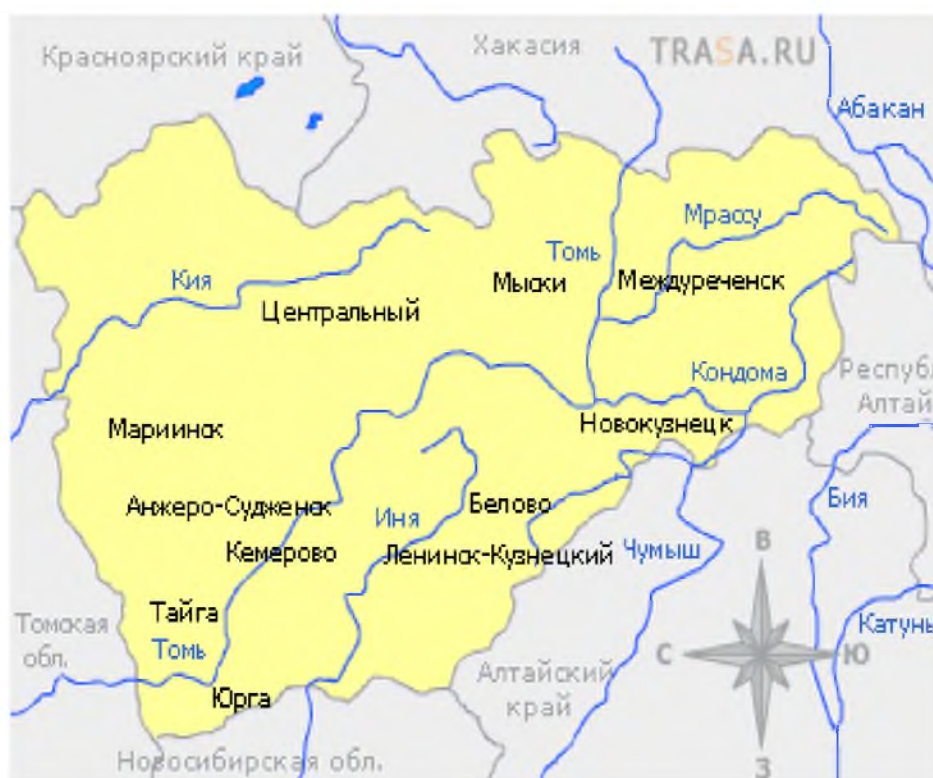 Красноярский край
Хакасия
TRASA.RU
Абакан
Мрассу
Томь
Кия
Мыски
Междуреченск
Центральный
Кондома
Республ
Алтай
Мариинск
Новокузнецк
Анжеро-Судженск
Иня
Белово
Бия
Кемерово
Ленинск-Кузнецкий
Чумыш
В
Тайга
Томская
обл.
Томь
Катунь
С
Ю
Алтайский
край
Юрга
Новосибирская обл.
З